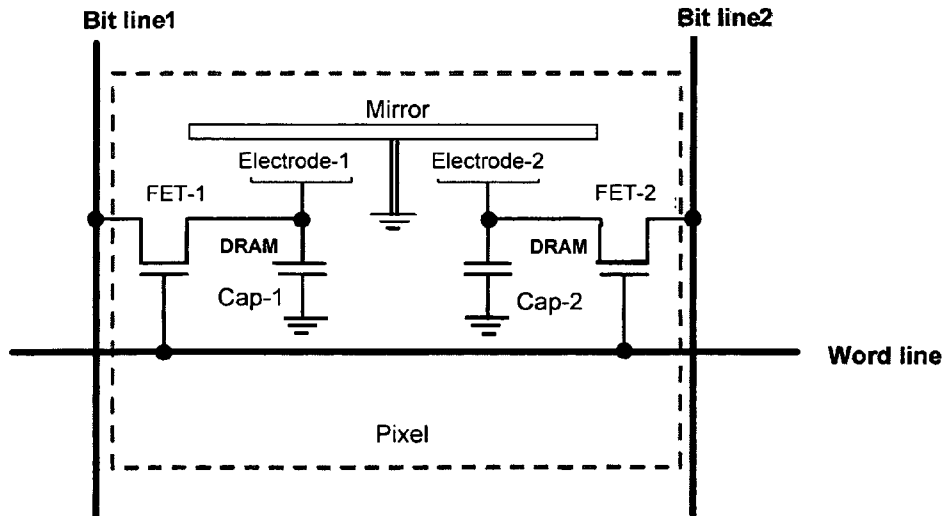 Bit line1
Bit line2
Mirror
Electrode-1
Electrode-2
FET-1
FET-2
DRAM
DRAM
Cap-1
Cap-2
Word line
Pixel